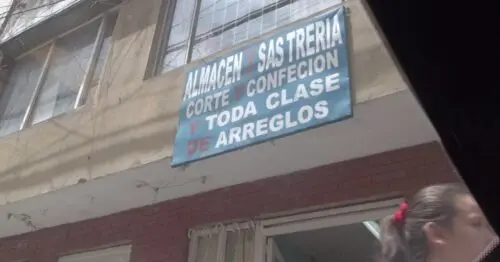 ALMACEN Y SASTRERIA
CORTE Y CONFECION
Y TODA CLASE
DE ARREGLOS